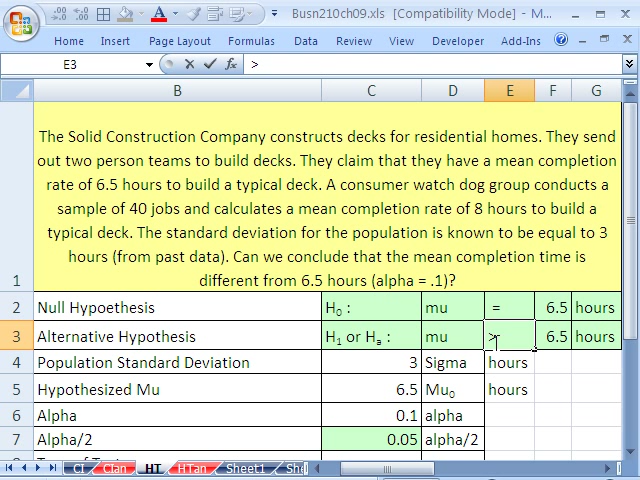 Busn210ch09.xls [Compatibility Mode] - M...
Home Insert Page Layout Formulas Data Review View Developer Add-Ins
E3 fx >
B C D E F G
The Solid Construction Company constructs decks for residential homes. They send
out two person teams to build decks. They claim that they have a mean completion
rate of 6.5 hours to build a typical deck. A consumer watch dog group conducts a
sample of 40 jobs and calculates a mean completion rate of 8 hours to build a
typical deck. The standard deviation for the population is known to be equal to 3
hours (from past data). Can we conclude that the mean completion time is
1 different from 6.5 hours (alpha = .1)?
2 Null Hypoethesis H₀ : mu = 6.5 hours
3 Alternative Hypothesis H₁ or Hₐ : mu > 6.5 hours
4 Population Standard Deviation 3 Sigma hours
5 Hypothesized Mu 6.5 Mu₀ hours
6 Alpha 0.1 alpha
7 Alpha/2 0.05 alpha/2
CI CIan HT HTan Sheet1 She